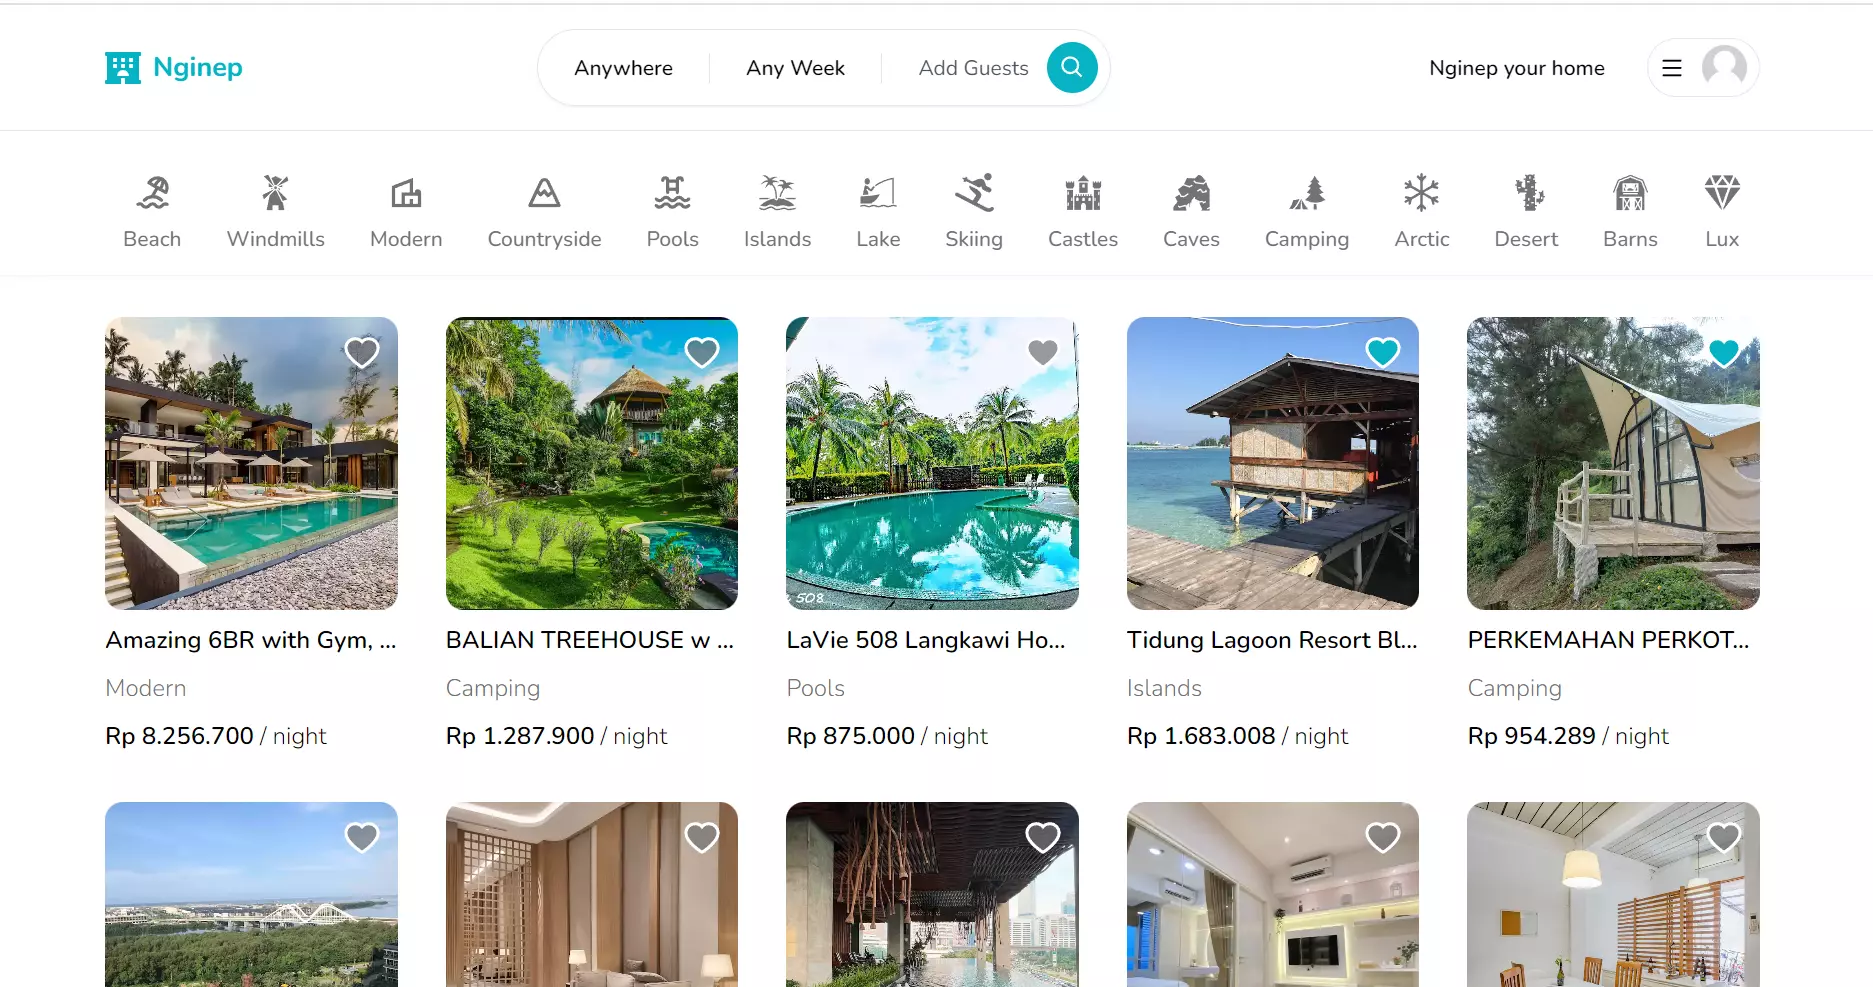 Nginep
Anywhere
Any Week
Add Guests
Nginep your home
Beach
Windmills
Modern
Countryside
Pools
Islands
Lake
Skiing
Castles
Caves
Camping
Arctic
Desert
Barns
Lux
508
Amazing 6BR with Gym, ...
BALIAN TREEHOUSE w ...
LaVie 508 Langkawi Ho...
Tidung Lagoon Resort Bl...
PERKEMAHAN PERKOT...
Modern
Camping
Pools
Islands
Camping
Rp 8.256.700 / night
Rp 1.287.900 / night
Rp 875.000 / night
Rp 1.683.008 / night
Rp 954.289 / night